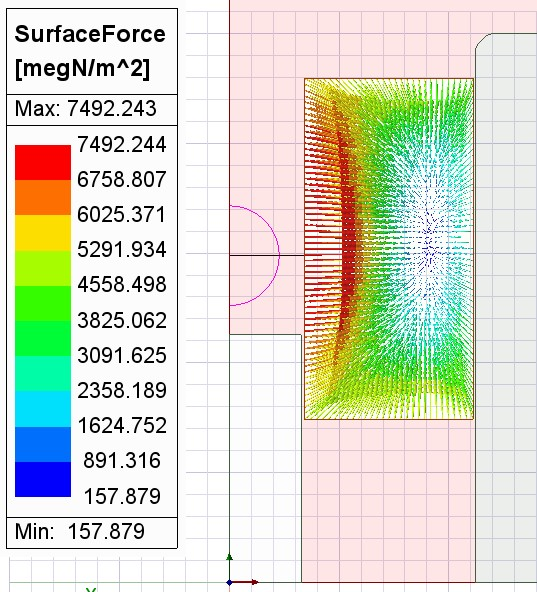 SurfaceForce
[megN/m^2]
Max: 7492.243
7492.244
6758.807
6025.371
5291.934
4558.498
3825.062
3091.625
2358.189
1624.752
891.316
157.879
Min: 157.879